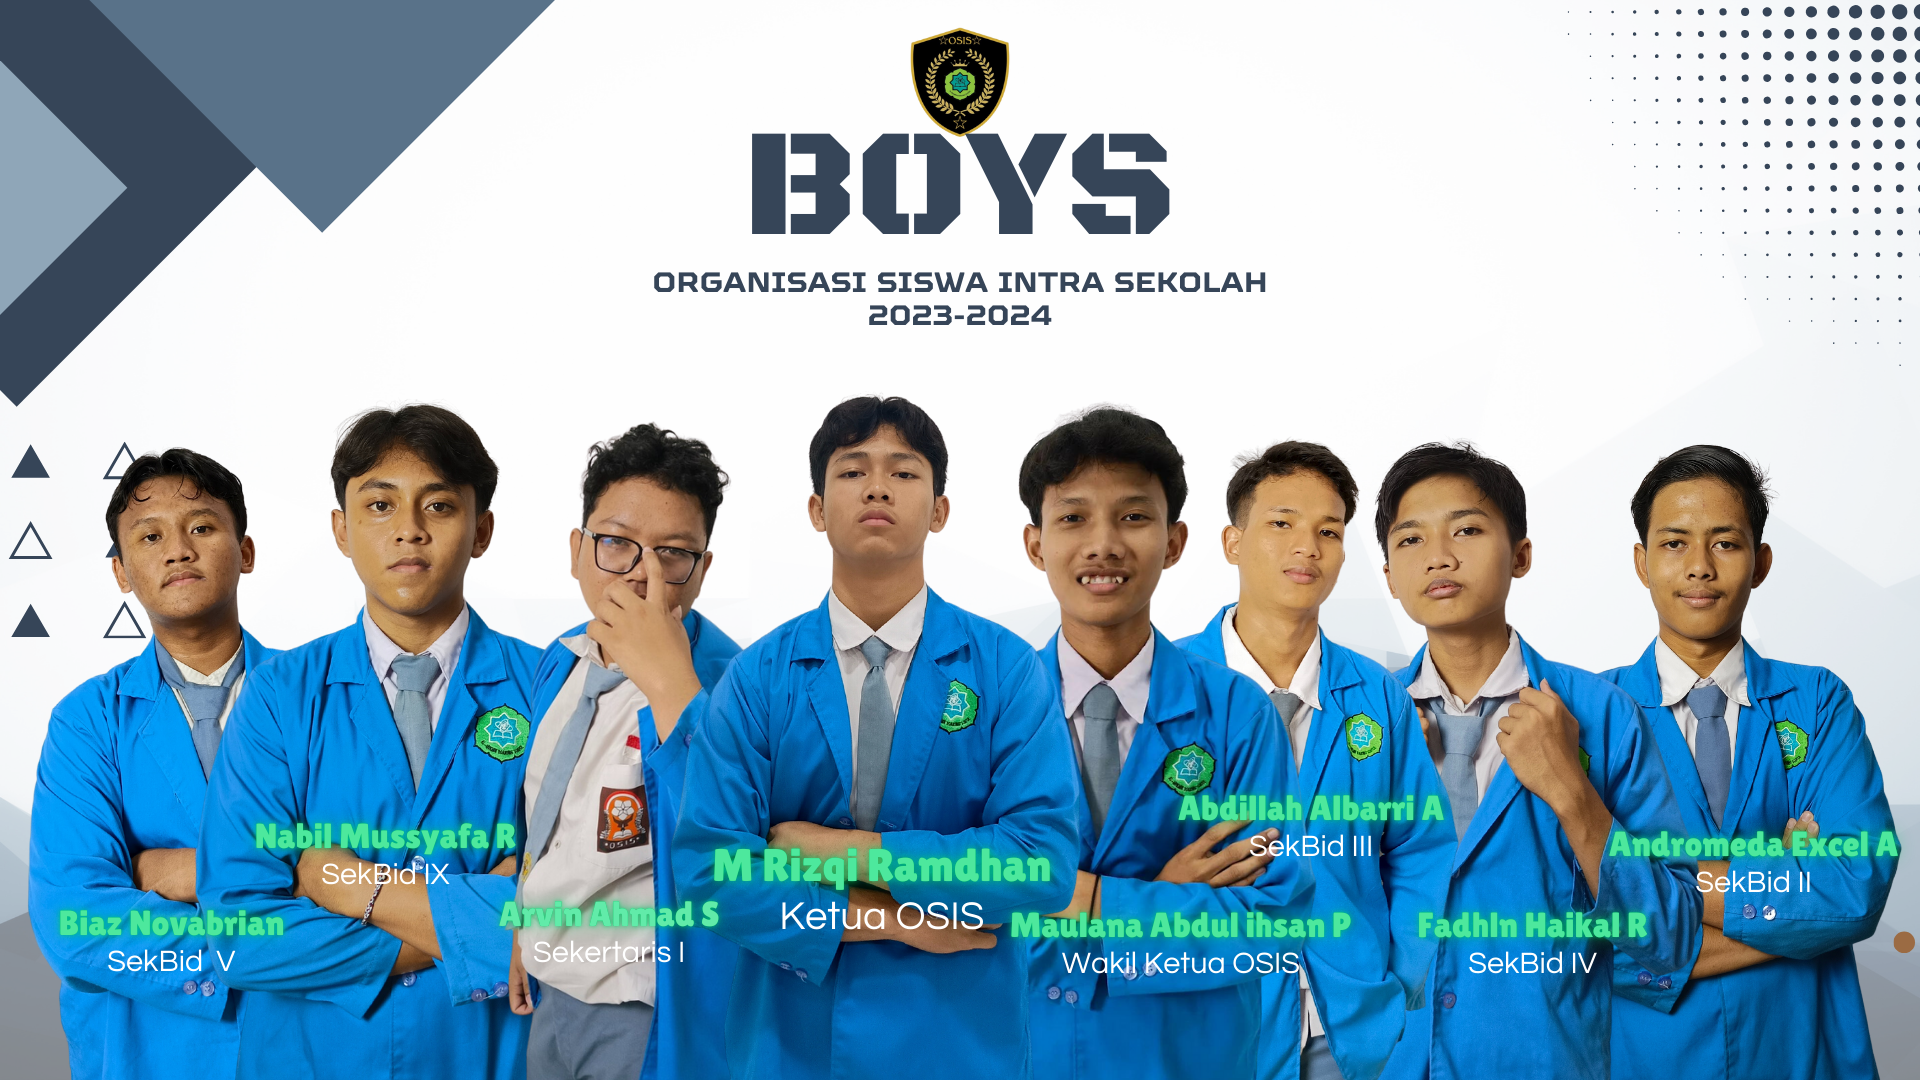 ☆OSIS☆
BOYS
ORGANISASI SISWA INTRA SEKOLAH
2023-2024
Nabil Mussyafa R
SekBid IX
Biaz Novabrian
SekBid V
Arvin Ahmad S
Sekertaris I
M Rizqi Ramdhan
Ketua OSIS
Maulana Abdul ihsan P
Wakil Ketua OSIS
Abdillah Albarri A
SekBid III
Fadhln Haikal R
SekBid IV
Andromeda Excel A
SekBid II
OSIS